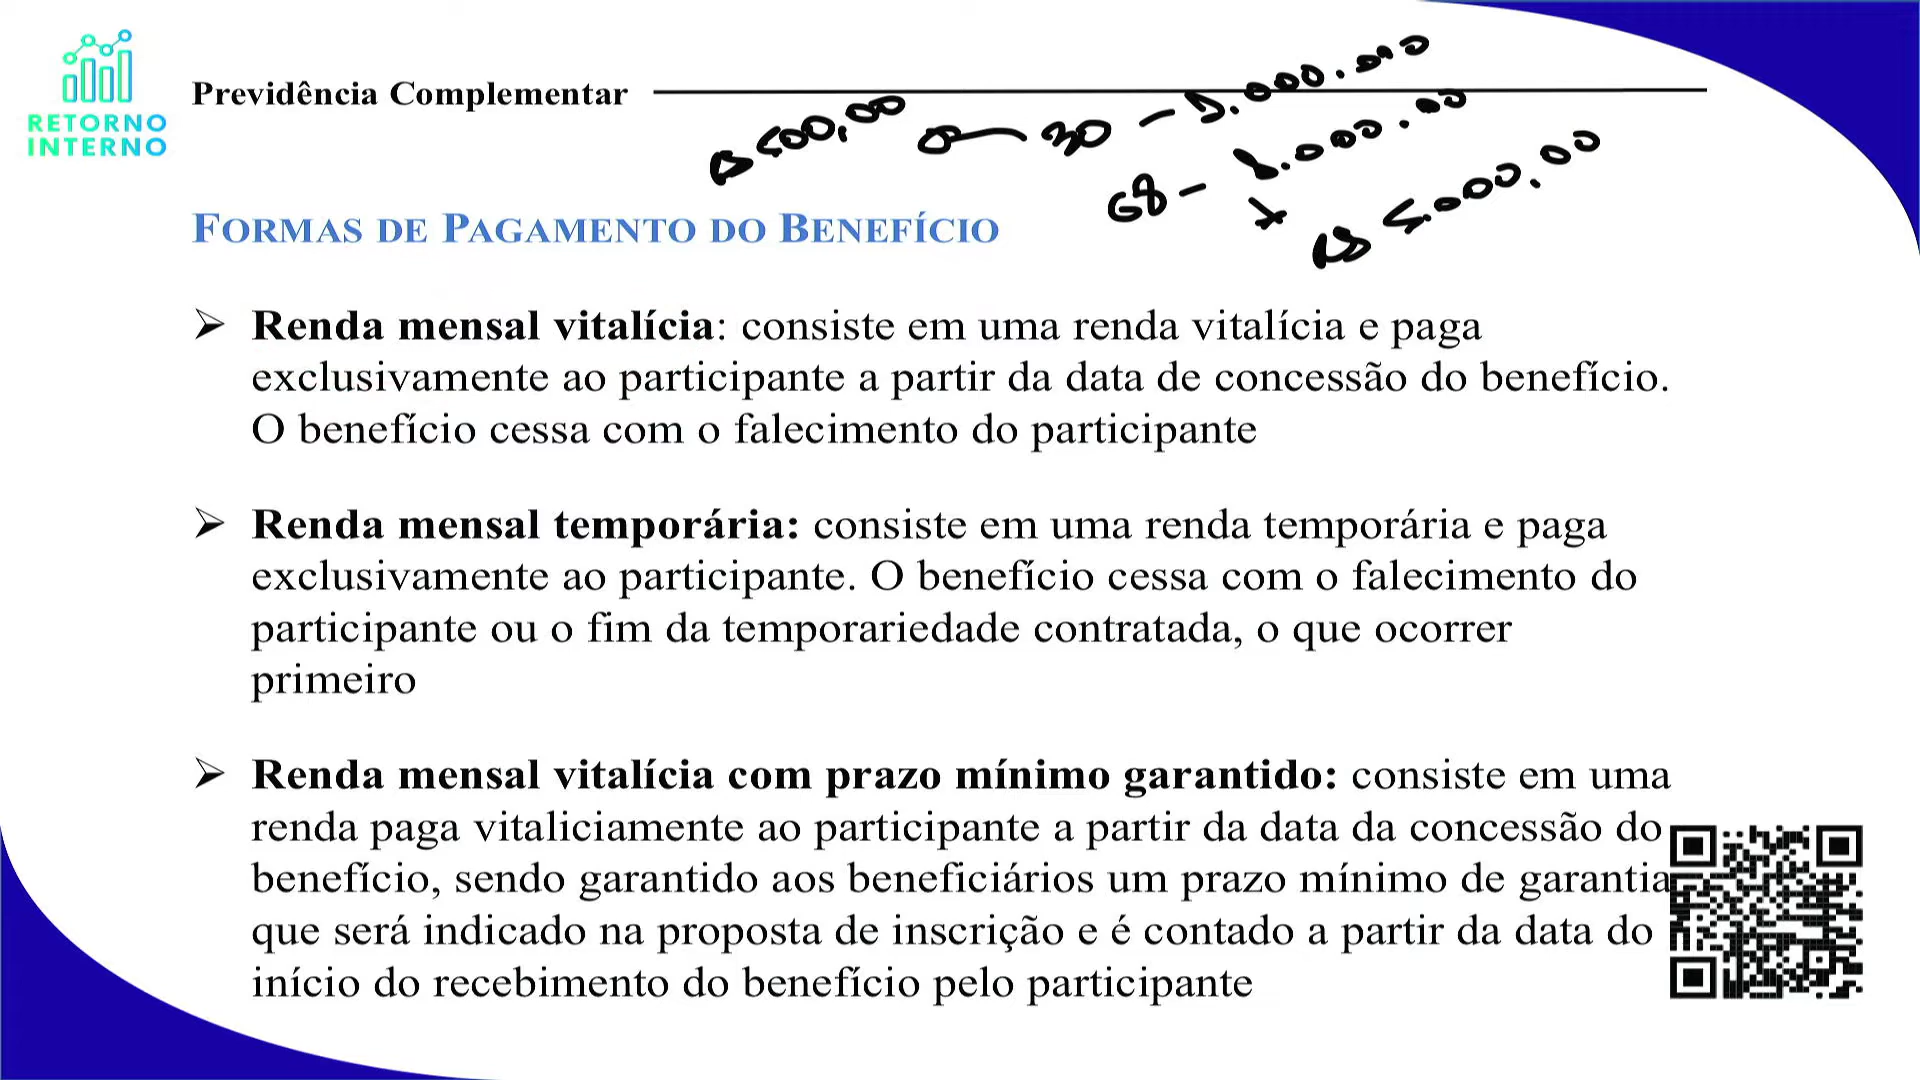 RETORNO
INTERNO
Previdência Complementar
500,00
0 — 30 — 1.000.000
68 — 1.000.00
R$ 5.000,00
FORMAS DE PAGAMENTO DO BENEFÍCIO
➢ Renda mensal vitalícia: consiste em uma renda vitalícia e paga
exclusivamente ao participante a partir da data de concessão do benefício.
O benefício cessa com o falecimento do participante
➢ Renda mensal temporária: consiste em uma renda temporária e paga
exclusivamente ao participante. O benefício cessa com o falecimento do
participante ou o fim da temporariedade contratada, o que ocorrer
primeiro
➢ Renda mensal vitalícia com prazo mínimo garantido: consiste em uma
renda paga vitaliciamente ao participante a partir da data da concessão do
benefício, sendo garantido aos beneficiários um prazo mínimo de garantia
que será indicado na proposta de inscrição e é contado a partir da data do
início do recebimento do benefício pelo participante